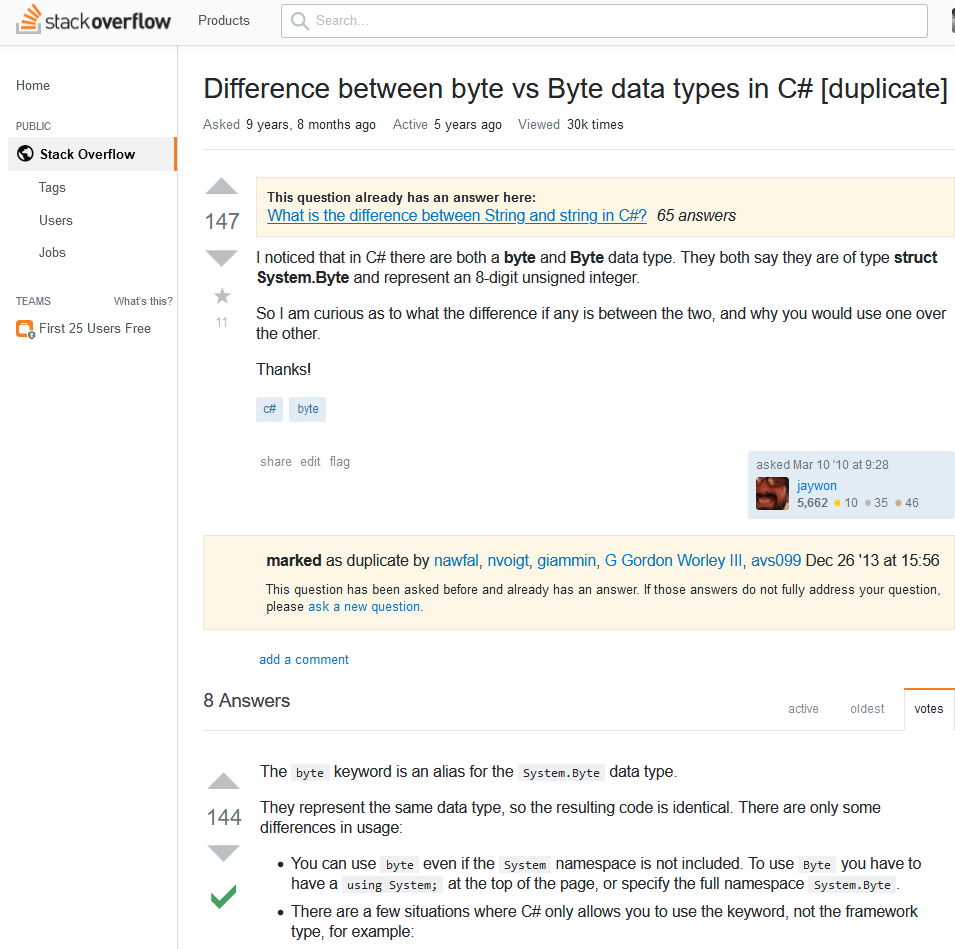 stackoverflow Products Search...
Home
PUBLIC
Stack Overflow
Tags
Users
Jobs
TEAMS What's this?
First 25 Users Free
Difference between byte vs Byte data types in C# [duplicate]
Asked 9 years, 8 months ago Active 5 years ago Viewed 30k times
147
11
This question already has an answer here:
What is the difference between String and string in C#? 65 answers
I noticed that in C# there are both a byte and Byte data type. They both say they are of type struct
System.Byte and represent an 8-digit unsigned integer.
So I am curious as to what the difference if any is between the two, and why you would use one over
the other.
Thanks!
c# byte
share edit flag
asked Mar 10 '10 at 9:28
jaywon
5,662 10 35 46
marked as duplicate by nawfal, nvoigt, giammin, G Gordon Worley III, avs099 Dec 26 '13 at 15:56
This question has been asked before and already has an answer. If those answers do not fully address your question,
please ask a new question.
add a comment
8 Answers
active oldest votes
144
The byte keyword is an alias for the System.Byte data type.
They represent the same data type, so the resulting code is identical. There are only some
differences in usage:
• You can use byte even if the System namespace is not included. To use Byte you have to
have a using System; at the top of the page, or specify the full namespace System.Byte.
• There are a few situations where C# only allows you to use the keyword, not the framework
type, for example: